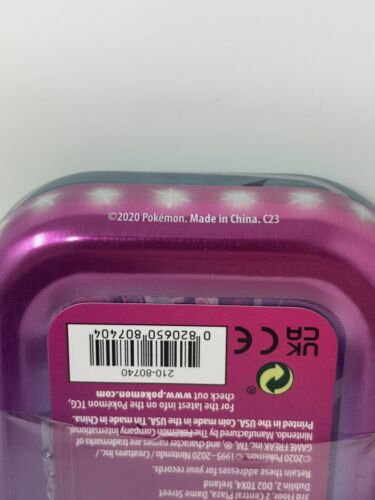 ©2020 Pokémon. Made in China. C23
3rd Floor, 2 Dame Plaza, Dame Street
Dublin 2, D02 T0X4, Ireland
Retain these addresses for your records.
©2020 Pokémon. ©1995–2020 Nintendo / Creatures /
GAME FREAK Inc. TM, ®, and character names are trademarks of
Nintendo. Manufactured by The Pokémon Company International.
Printed in the USA. Coin made in the USA. Tin made in China.
For the latest info on the Pokémon TCG,
check out www.pokemon.com
210-80740
0 820650 807404
CE
UK
CA
®